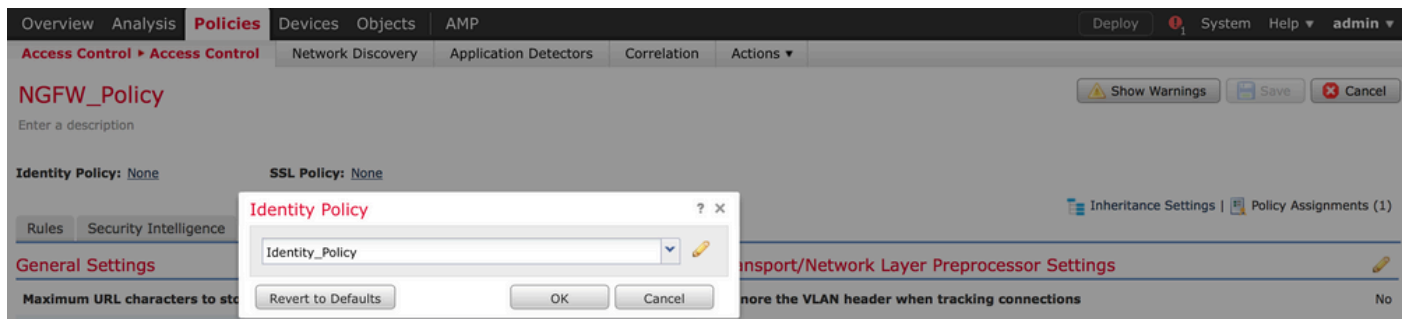 Overview Analysis Policies Devices Objects AMP Deploy 1 System Help admin
Access Control Access Control Network Discovery Application Detectors Correlation Actions
NGFW_Policy Show Warnings Save Cancel
Enter a description
Identity Policy: None SSL Policy: None
Identity Policy ? ×
Inheritance Settings | Policy Assignments (1)
Rules Security Intelligence
Identity_Policy
General Settings nsport/Network Layer Preprocessor Settings
Revert to Defaults OK Cancel
Maximum URL characters to sto nore the VLAN header when tracking connections No